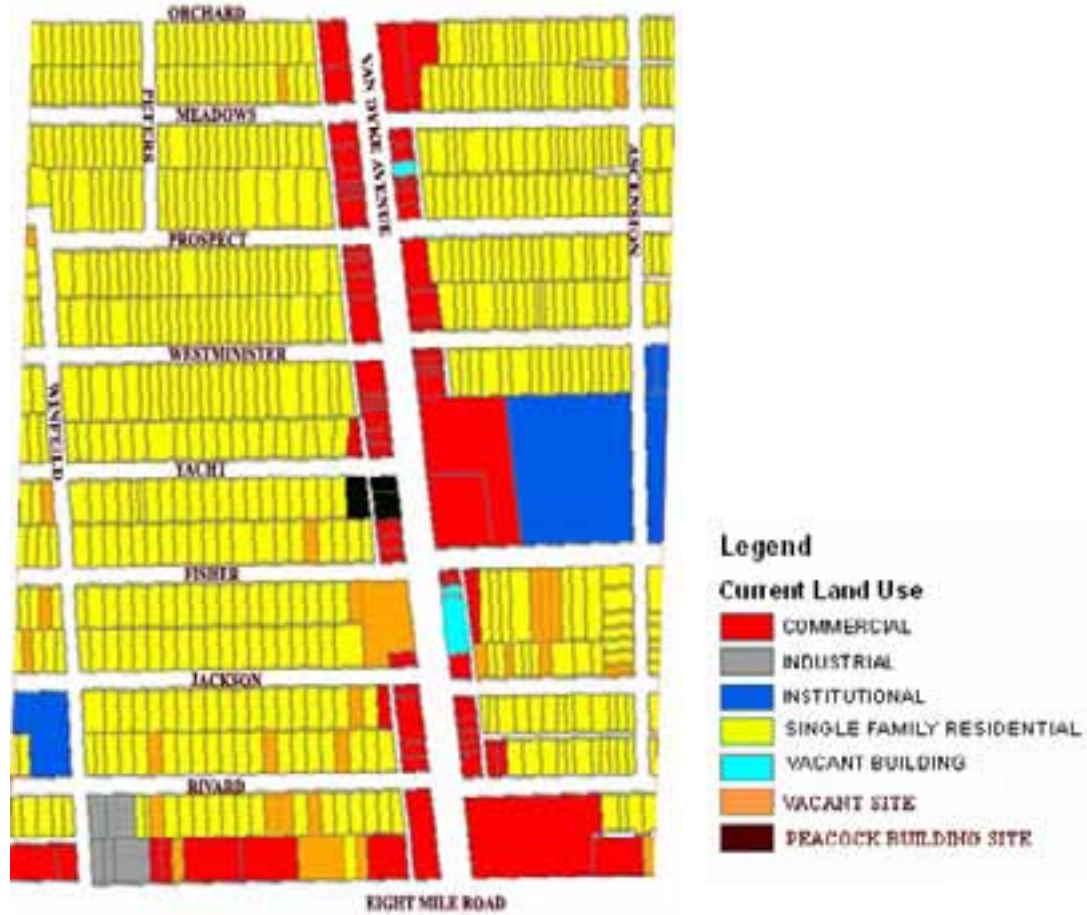 ORCHARD
VAN DYKE AVENUE
PETERS
MEADOWS
ASCENSION
PROSPECT
WESTMINISTER
WINFIELD
YACHT
FISHER
JACKSON
RIVARD
EIGHT MILE ROAD
Legend
Current Land Use
COMMERCIAL
INDUSTRIAL
INSTITUTIONAL
SINGLE FAMILY RESIDENTIAL
VACANT BUILDING
VACANT SITE
PEACOCK BUILDING SITE